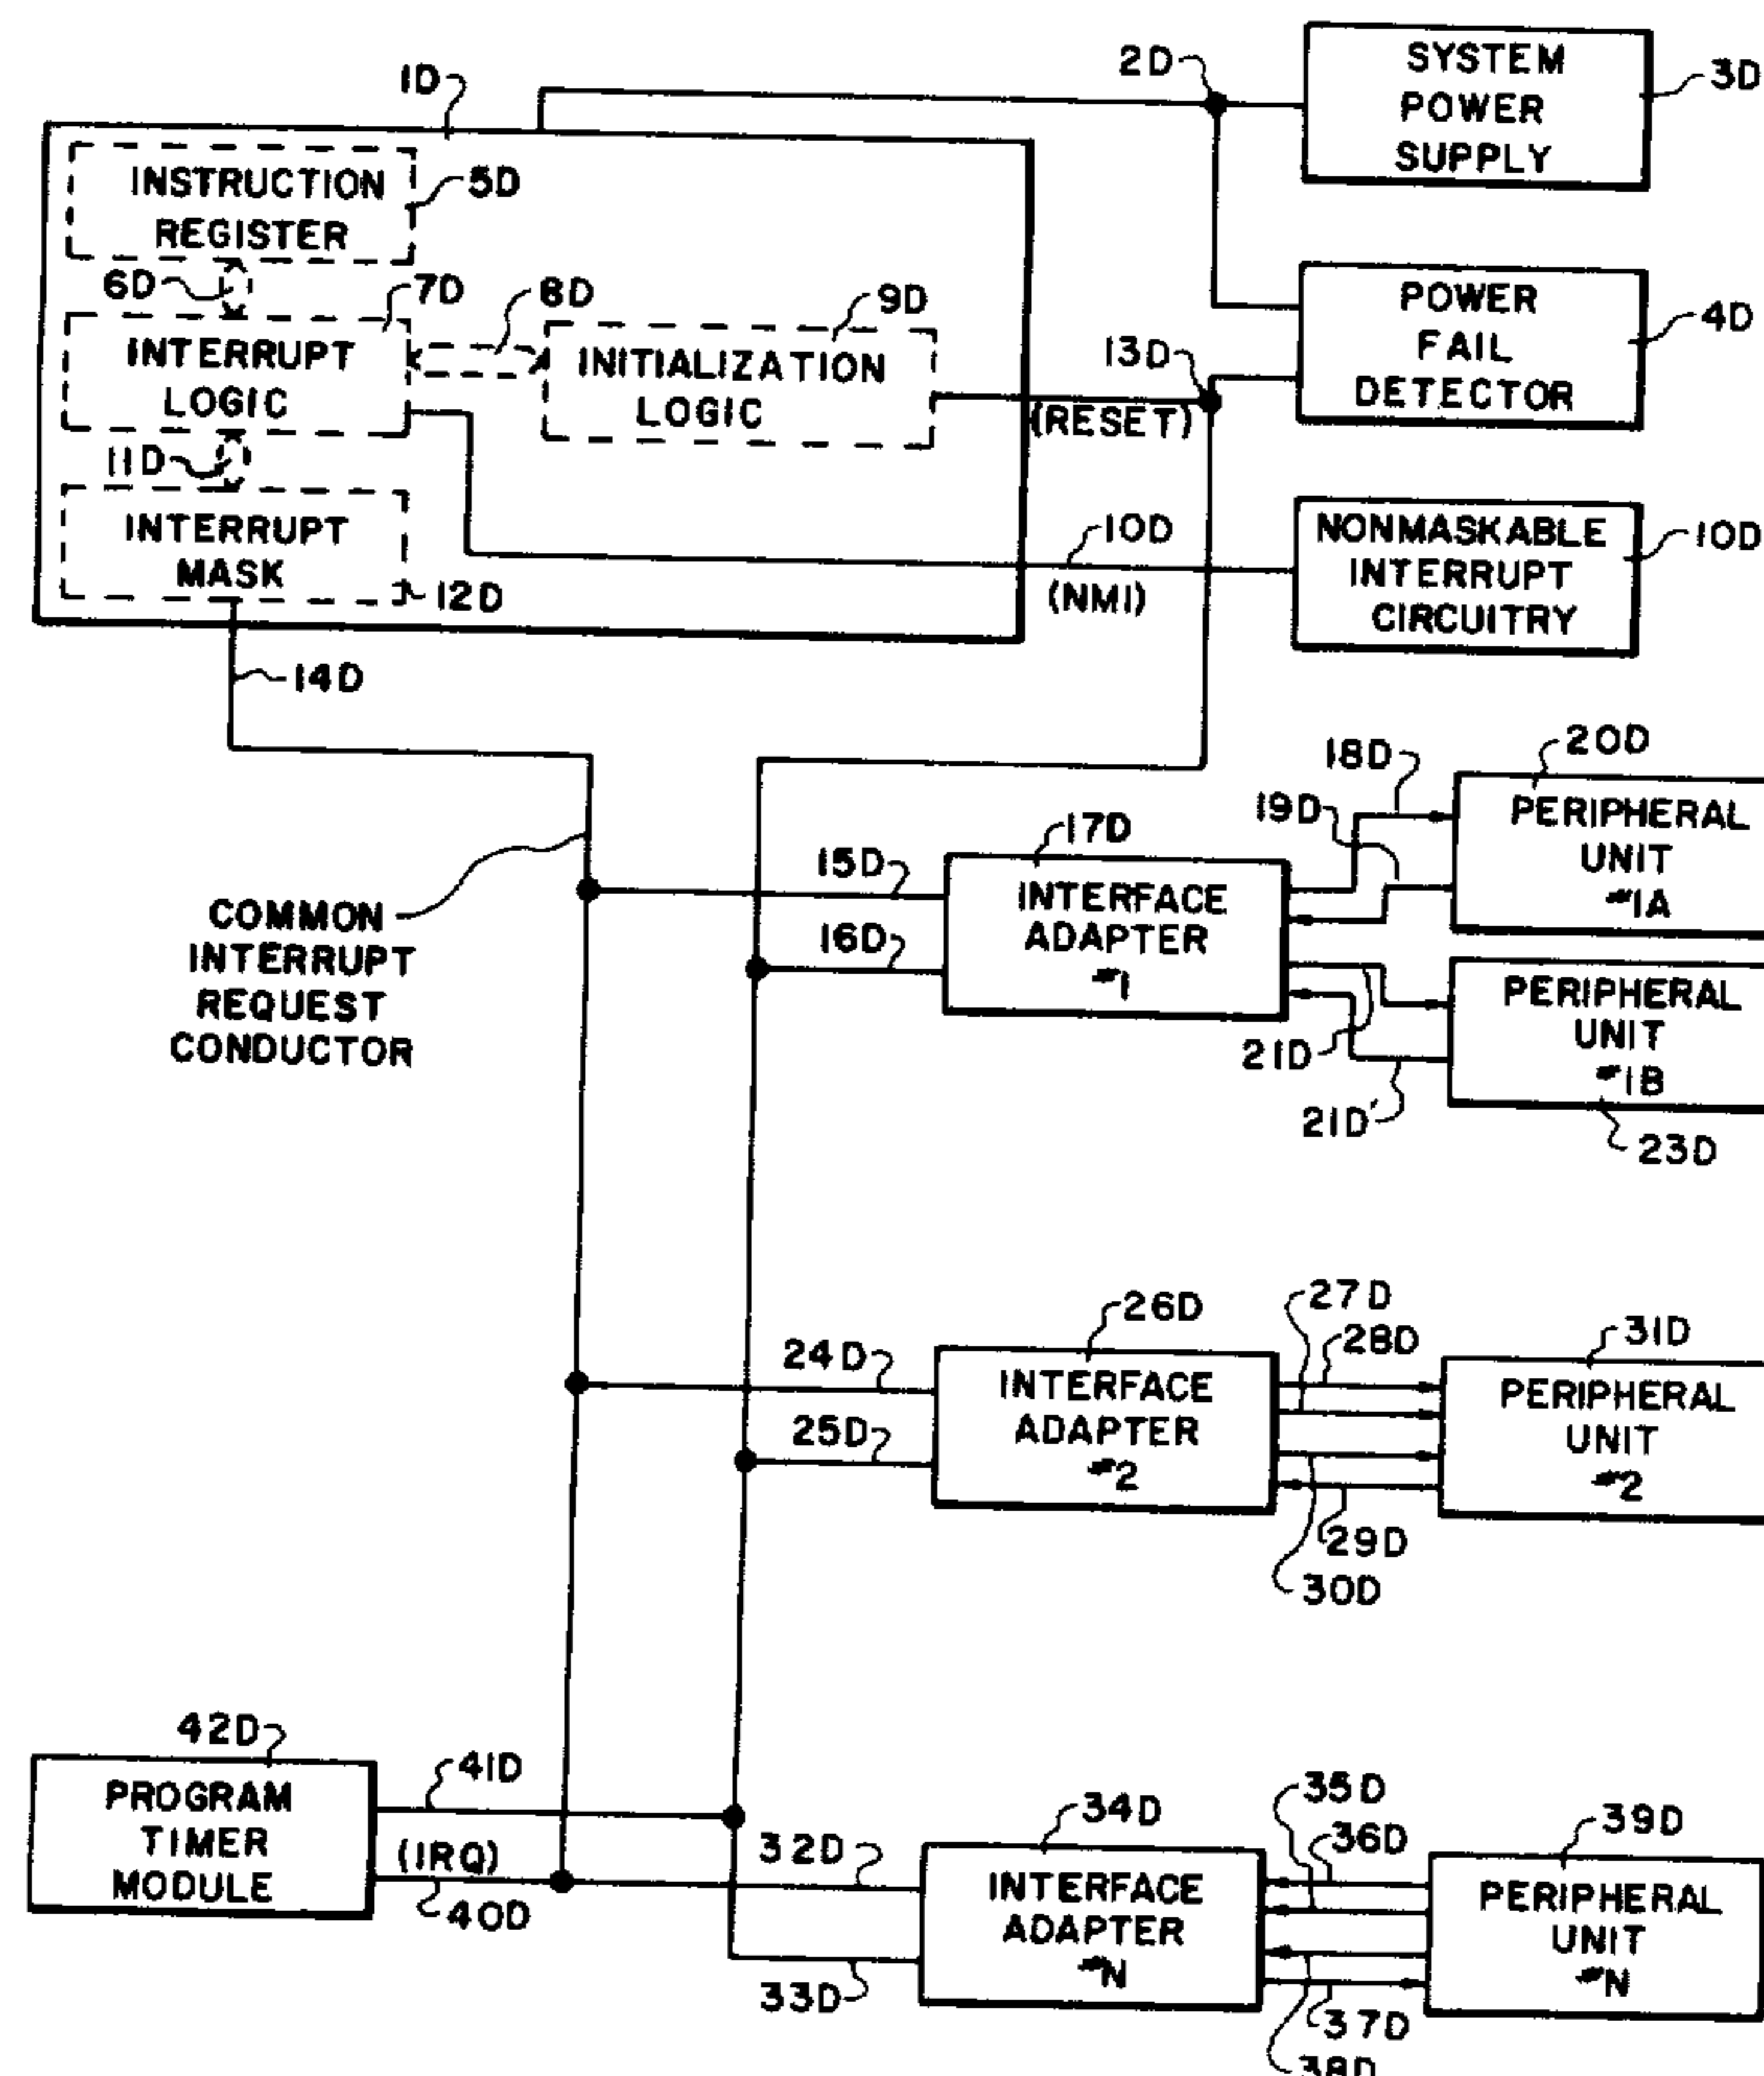 1D
2D
SYSTEM
POWER
SUPPLY
3D
INSTRUCTION
REGISTER
5D
6D
7D
8D
9D
INTERRUPT
LOGIC
INITIALIZATION
LOGIC
13D
(RESET)
POWER
FAIL
DETECTOR
4D
11D
INTERRUPT
MASK
12D
10D
(NMI)
NONMASKABLE
INTERRUPT
CIRCUITRY
10D
14D
COMMON
INTERRUPT
REQUEST
CONDUCTOR
15D
16D
17D
INTERFACE
ADAPTER
#1
18D
19D
20D
PERIPHERAL
UNIT
#1A
21D
21D'
PERIPHERAL
UNIT
#1B
23D
24D
25D
26D
INTERFACE
ADAPTER
#2
27D
28D
29D
30D
31D
PERIPHERAL
UNIT
#2
42D
PROGRAM
TIMER
MODULE
41D
(IRQ)
40D
32D
33D
34D
INTERFACE
ADAPTER
#N
35D
36D
37D
38D
39D
PERIPHERAL
UNIT
#N